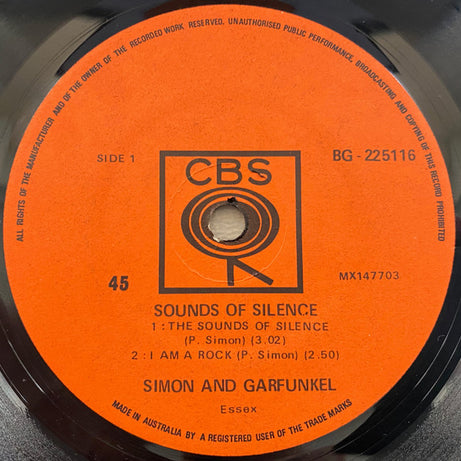 ALL RIGHTS OF THE MANUFACTURER AND OF THE OWNER OF THE RECORDED WORK RESERVED. UNAUTHORISED PUBLIC PERFORMANCE, BROADCASTING AND COPYING OF THIS RECORD PROHIBITED
SIDE 1
BG - 225116
CBS
45
MX147703
SOUNDS OF SILENCE
1 : THE SOUNDS OF SILENCE
(P. Simon) (3.02)
2 : I AM A ROCK (P. Simon) (2.50)
SIMON AND GARFUNKEL
Essex
MADE IN AUSTRALIA BY A REGISTERED USER OF THE TRADE MARKS